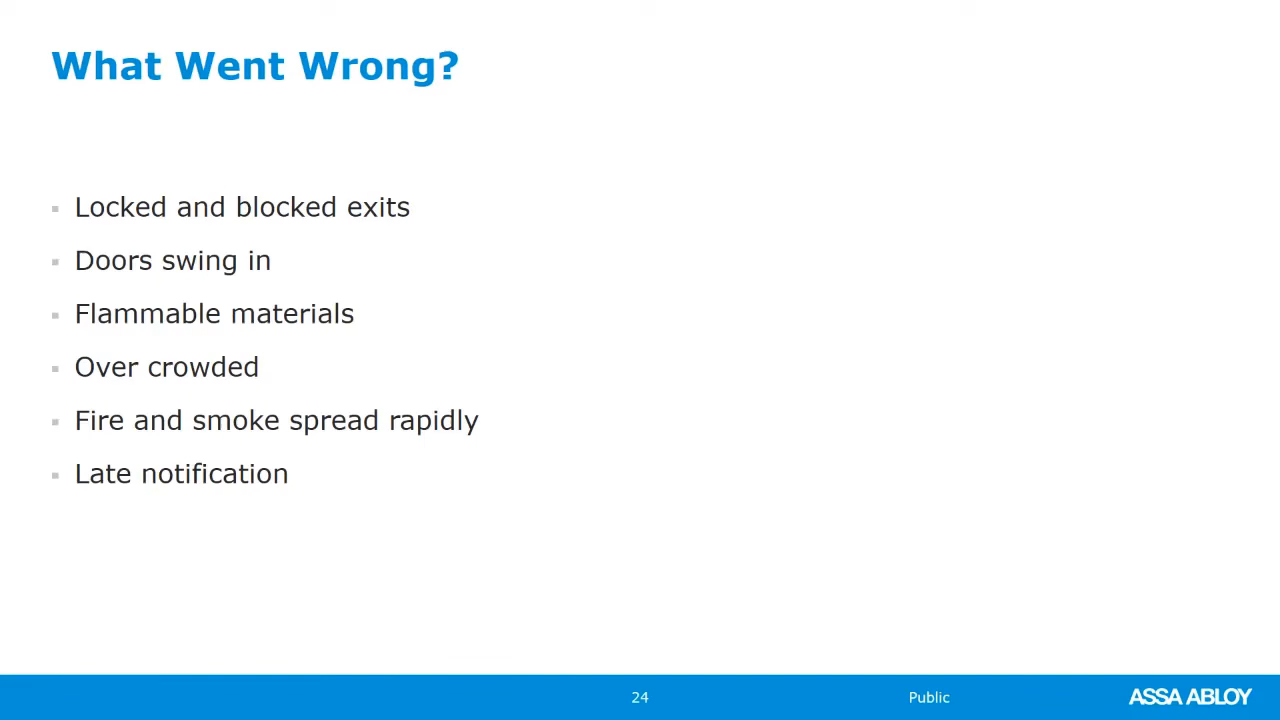 What Went Wrong?
Locked and blocked exits
Doors swing in
Flammable materials
Over crowded
Fire and smoke spread rapidly
Late notification
24
Public
ASSA ABLOY